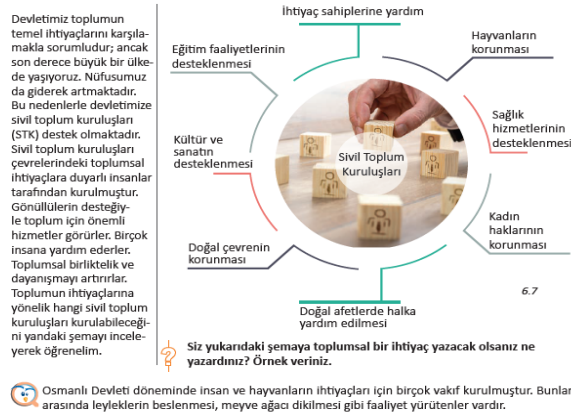 Devletimiz toplumun
temel ihtiyaçlarını karşıla-
makla sorumludur; ancak
son derece büyük bir ülke-
de yaşıyoruz. Nüfusumuz
da giderek artmaktadır.
Bu nedenlerle devletimize
sivil toplum kuruluşları
(STK) destek olmaktadır.
Sivil toplum kuruluşları
çevrelerindeki toplumsal
ihtiyaçlara duyarlı insanlar
tarafından kurulmuştur.
Gönüllülerin desteğiy-
le toplum için önemli
hizmetler görürler. Birçok
insana yardım ederler.
Toplumsal birliktelik ve
dayanışmayı artırırlar.
Toplumun ihtiyaçlarına
yönelik hangi sivil toplum
kuruluşları kurulabileceği-
ni yandaki şemayıincele-
yerek öğrenelim.
İhtiyaç sahiplerine yardım
Eğitim faaliyetlerinin
desteklenmesi
Hayvanların
korunması
Kültür ve
sanatın
desteklenmesi
Sivil Toplum
Kuruluşları
Sağlık
hizmetlerinin
desteklenmesi
Doğal çevrenin
korunması
Kadın
haklarının
korunması
Doğal afetlerde halka
yardım edilmesi
6.7
Siz yukarıdaki şemaya toplumsal bir ihtiyaç yazacak olsanız ne
yazardınız? Örnek veriniz.
Osmanlı Devleti döneminde insan ve hayvanların ihtiyaçları için birçok vakıf kurulmuştur. Bunlar
arasında leyleklerin beslenmesi, meyve ağacı dikilmesi gibi faaliyet yürütenler vardır.